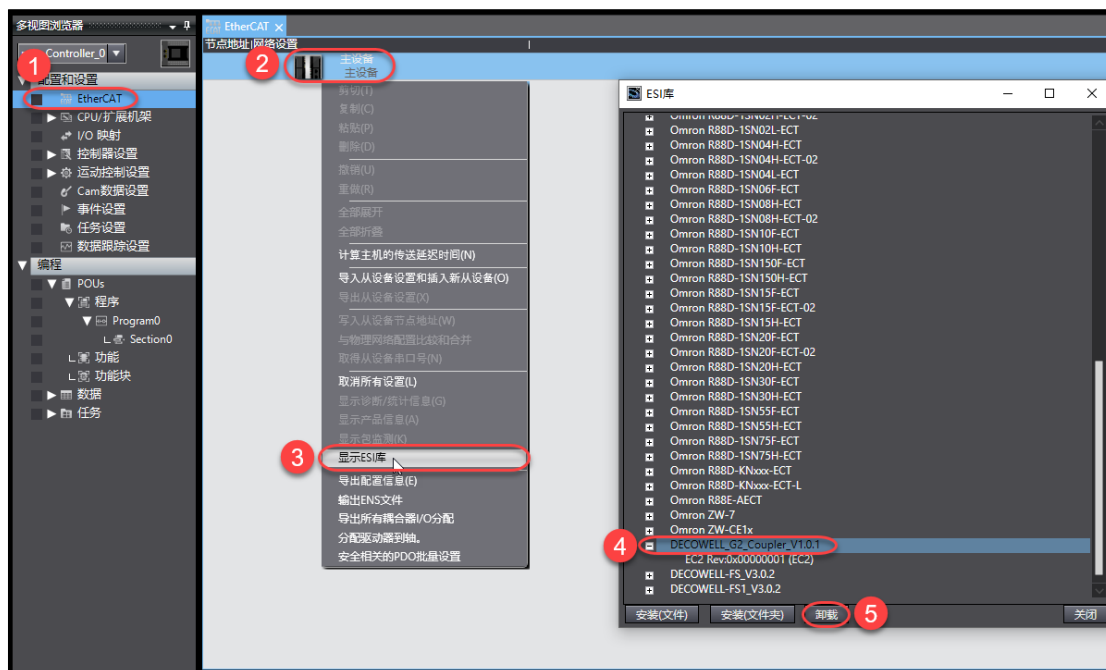 多视图浏览器
Controller_0
1
配置和设置
EtherCAT
CPU/扩展机架
I/O 映射
控制器设置
运动控制设置
Cam数据设置
事件设置
任务设置
数据跟踪设置
编程
POUs
程序
Program0
Section0
功能
功能块
数据
任务
EtherCAT
节点地址|网络设置
2
主设备
主设备
剪切(T)
复制(C)
粘贴(P)
删除(D)
撤销(U)
重做(R)
全部展开
全部折叠
计算主机的传送延迟时间(N)
导入从设备设置和插入新从设备(O)
导出从设备设置(X)
写入从设备节点地址(W)
与物理网络配置比较和合并
取得从设备串口号(N)
取消所有设置(L)
显示诊断/统计信息(G)
显示产品信息(A)
显示包监测(K)
3
显示ESI库
导出配置信息(E)
输出ENS文件
导出所有耦合器I/O分配
分配驱动器到轴。
安全相关的PDO批量设置
ESI库
Omron R88D-1SN02H-ECT-02
Omron R88D-1SN02L-ECT
Omron R88D-1SN04H-ECT
Omron R88D-1SN04H-ECT-02
Omron R88D-1SN04L-ECT
Omron R88D-1SN06F-ECT
Omron R88D-1SN08H-ECT
Omron R88D-1SN08H-ECT-02
Omron R88D-1SN10F-ECT
Omron R88D-1SN10H-ECT
Omron R88D-1SN150F-ECT
Omron R88D-1SN150H-ECT
Omron R88D-1SN15F-ECT
Omron R88D-1SN15F-ECT-02
Omron R88D-1SN15H-ECT
Omron R88D-1SN20F-ECT
Omron R88D-1SN20F-ECT-02
Omron R88D-1SN20H-ECT
Omron R88D-1SN30F-ECT
Omron R88D-1SN30H-ECT
Omron R88D-1SN55F-ECT
Omron R88D-1SN55H-ECT
Omron R88D-1SN75F-ECT
Omron R88D-1SN75H-ECT
Omron R88D-KNxxx-ECT
Omron R88D-KNxxx-ECT-L
Omron R88E-AECT
Omron ZW-7
Omron ZW-CE1x
4
DECOWELL_G2_Coupler_V1.0.1
EC2 Rev:0x00000001 (EC2)
DECOWELL-FS_V3.0.2
DECOWELL-FS1_V3.0.2
安装(文件)
安装(文件夹)
卸载
5
关闭